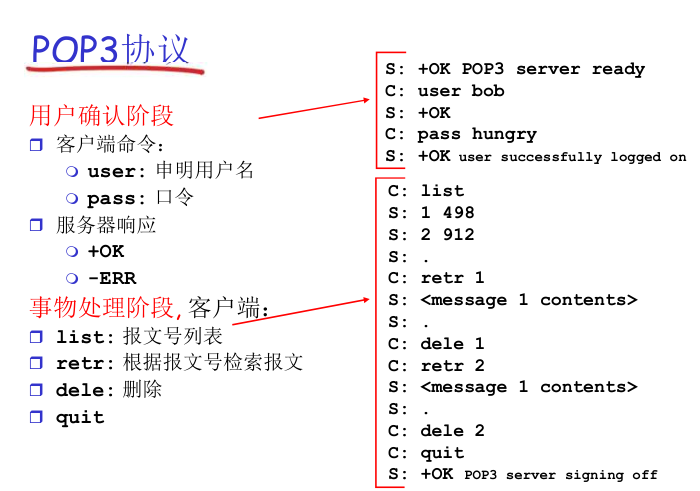 POP3协议
用户确认阶段
客户端命令:
user: 申明用户名
pass: 口令
服务器响应
+OK
-ERR
事物处理阶段, 客户端:
list: 报文号列表
retr: 根据报文号检索报文
dele: 删除
quit
S: +OK POP3 server ready
C: user bob
S: +OK
C: pass hungry
S: +OK user successfully logged on
C: list
S: 1 498
S: 2 912
S: .
C: retr 1
S: <message 1 contents>
S: .
C: dele 1
C: retr 2
S: <message 1 contents>
S: .
C: dele 2
C: quit
S: +OK POP3 server signing off